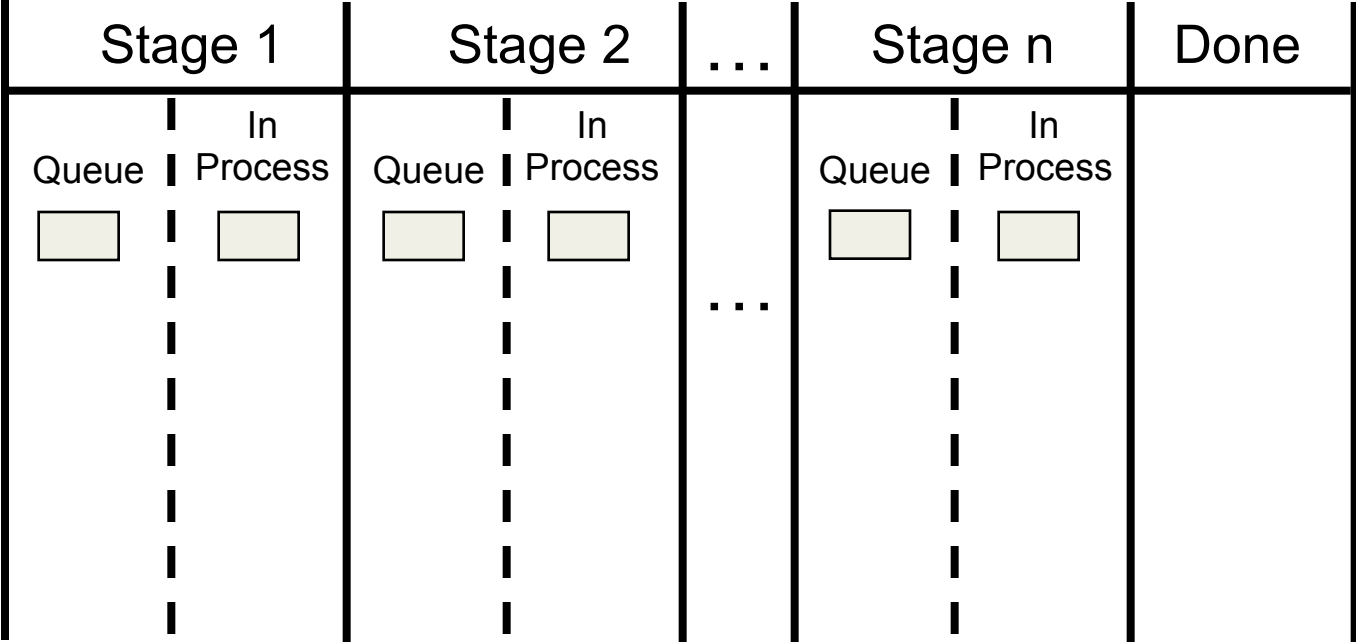 Stage 1 Stage 2 ... Stage n Done
Queue In Process Queue In Process Queue In Process
...